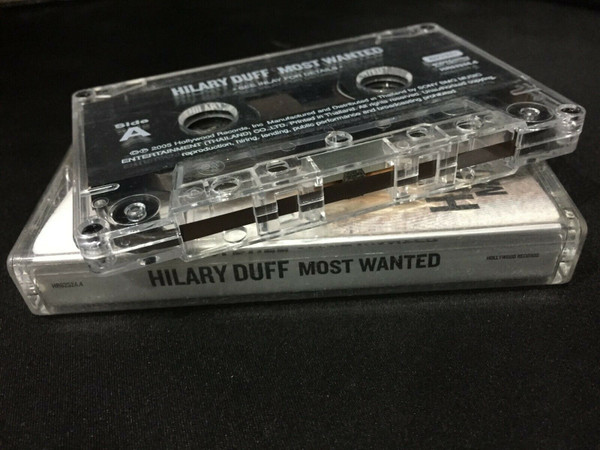 HILARY DUFF MOST WANTED
( SEE INLAY FOR DETAILS )
Side
A
℗© 2005 Hollywood Records, Inc. Manufactured and Distributed in Thailand by SONY BMG MUSIC
ENTERTAINMENT (THAILAND) CO.,LTD. Printed in Thailand. All rights reserved. Unauthorised copying,
reproduction, hiring, lending, public performance and broadcasting prohibited.
HILARY DUFF MOST WANTED
HOLLYWOOD RECORDS